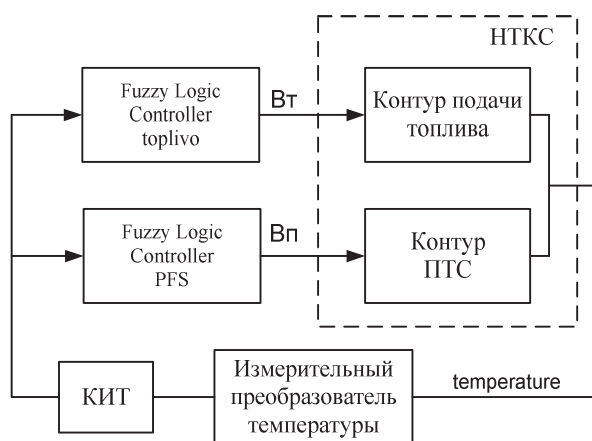 НТКС
Fuzzy Logic
Controller
toplivo
Вт
Контур подачи
топлива
Fuzzy Logic
Controller
PFS
Вп
Контур
ПТС
КИТ
Измерительный
преобразователь
температуры
temperature